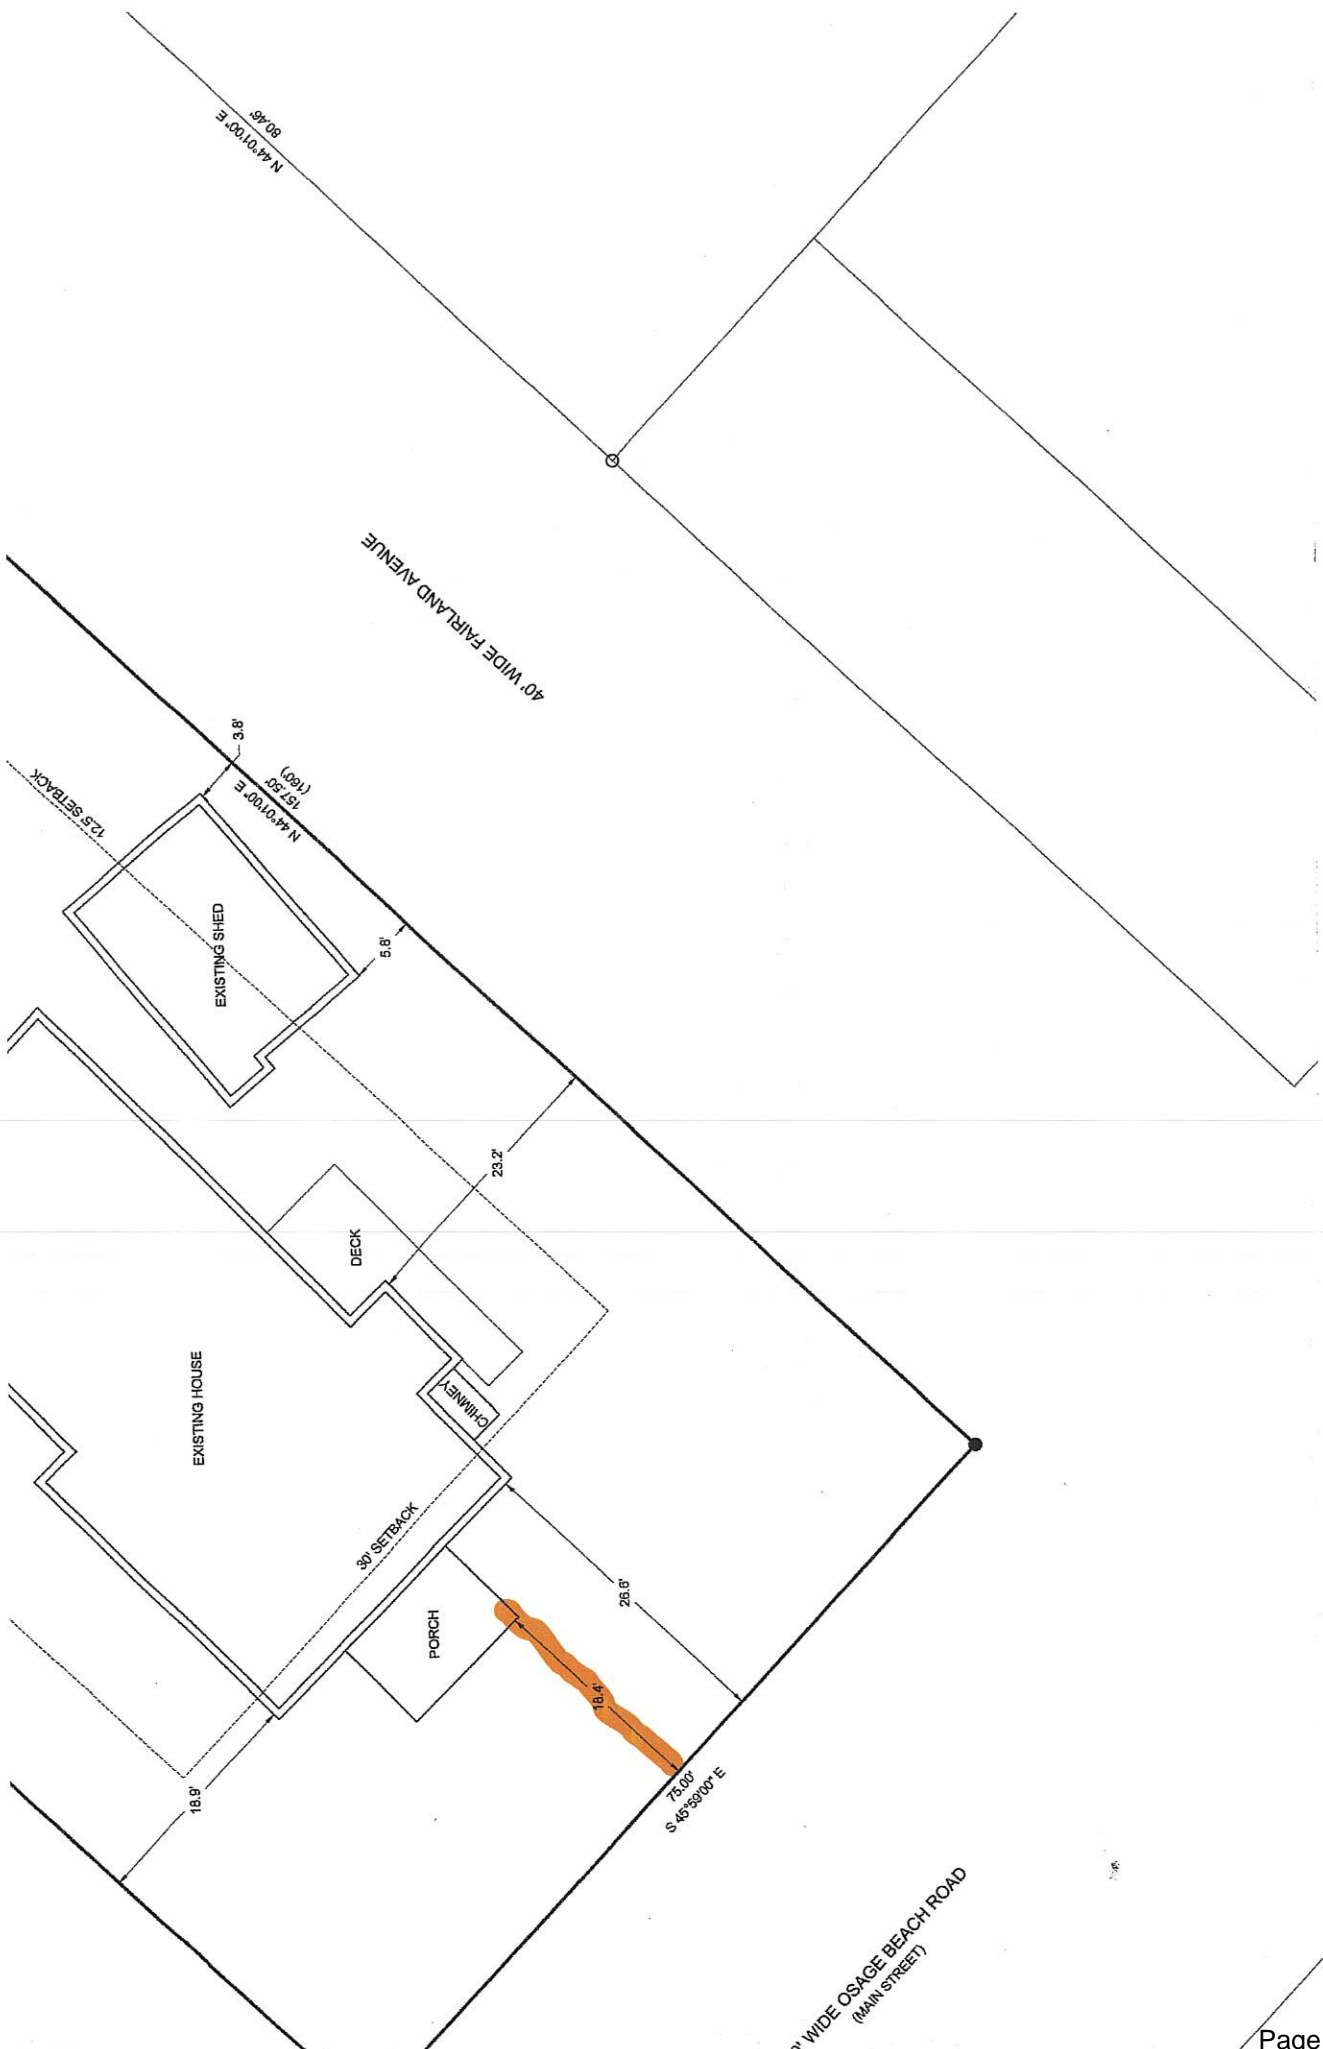 N 44°01'00" E
80.46'
40' WIDE FAIRLAND AVENUE
3.8'
N 44°01'00" E
157.50'
(160')
12.5' SETBACK
EXISTING SHED
5.8'
23.2'
DECK
EXISTING HOUSE
CHIMNEY
30' SETBACK
26.6'
PORCH
18.4'
18.9'
75.00'
S 45°59'00" E
' WIDE OSAGE BEACH ROAD
(MAIN STREET)
Page